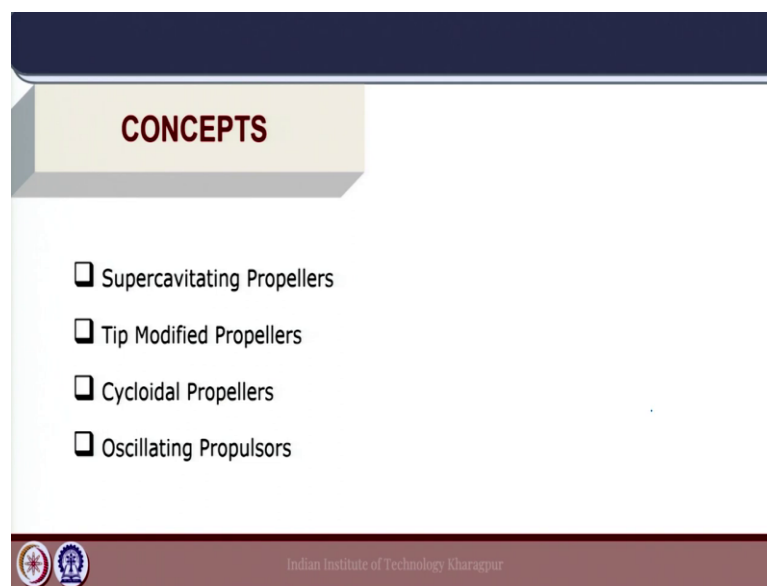 CONCEPTS
Supercavitating Propellers
Tip Modified Propellers
Cycloidal Propellers
Oscillating Propulsors
Indian Institute of Technology Kharagpur